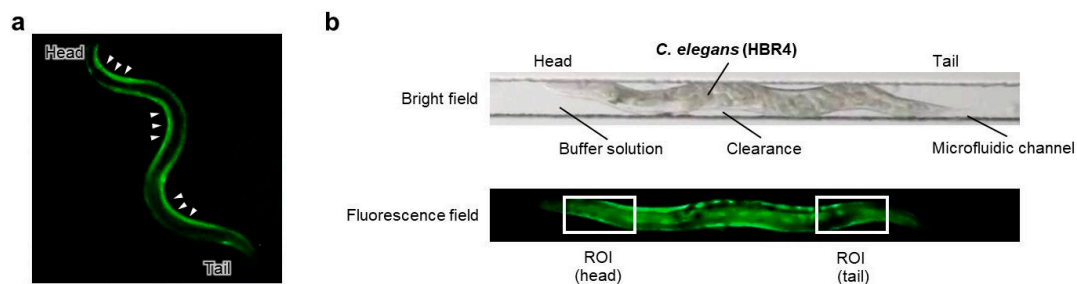 a
Head
Tail
b
C. elegans (HBR4)
Head
Tail
Bright field
Buffer solution
Clearance
Microfluidic channel
Fluorescence field
ROI
(head)
ROI
(tail)